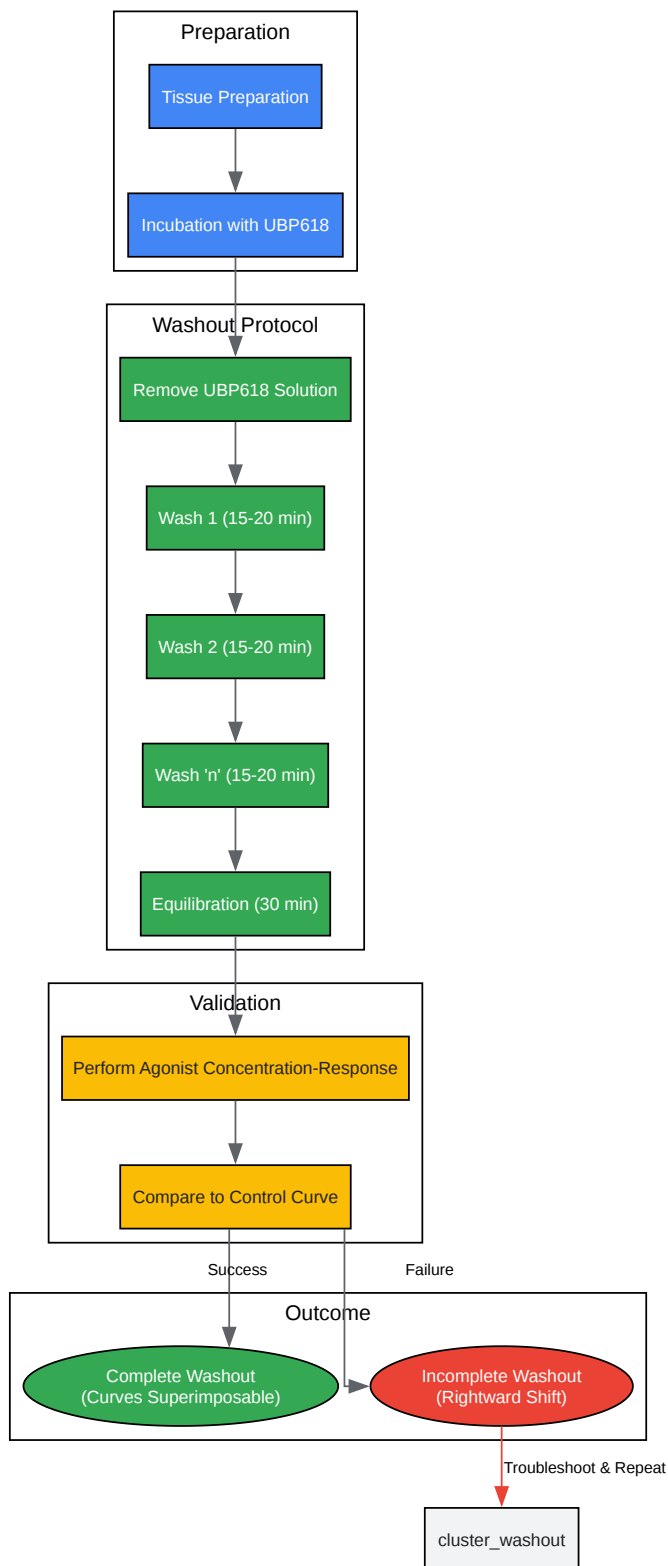 Preparation
Tissue Preparation
Incubation with UBP618
Washout Protocol
Remove UBP618 Solution
Wash 1 (15-20 min)
Wash 2 (15-20 min)
Wash 'n' (15-20 min)
Equilibration (30 min)
Validation
Perform Agonist Concentration-Response
Compare to Control Curve
Success
Failure
Outcome
Complete Washout
(Curves Superimposable)
Incomplete Washout
(Rightward Shift)
Troubleshoot & Repeat
cluster_washout